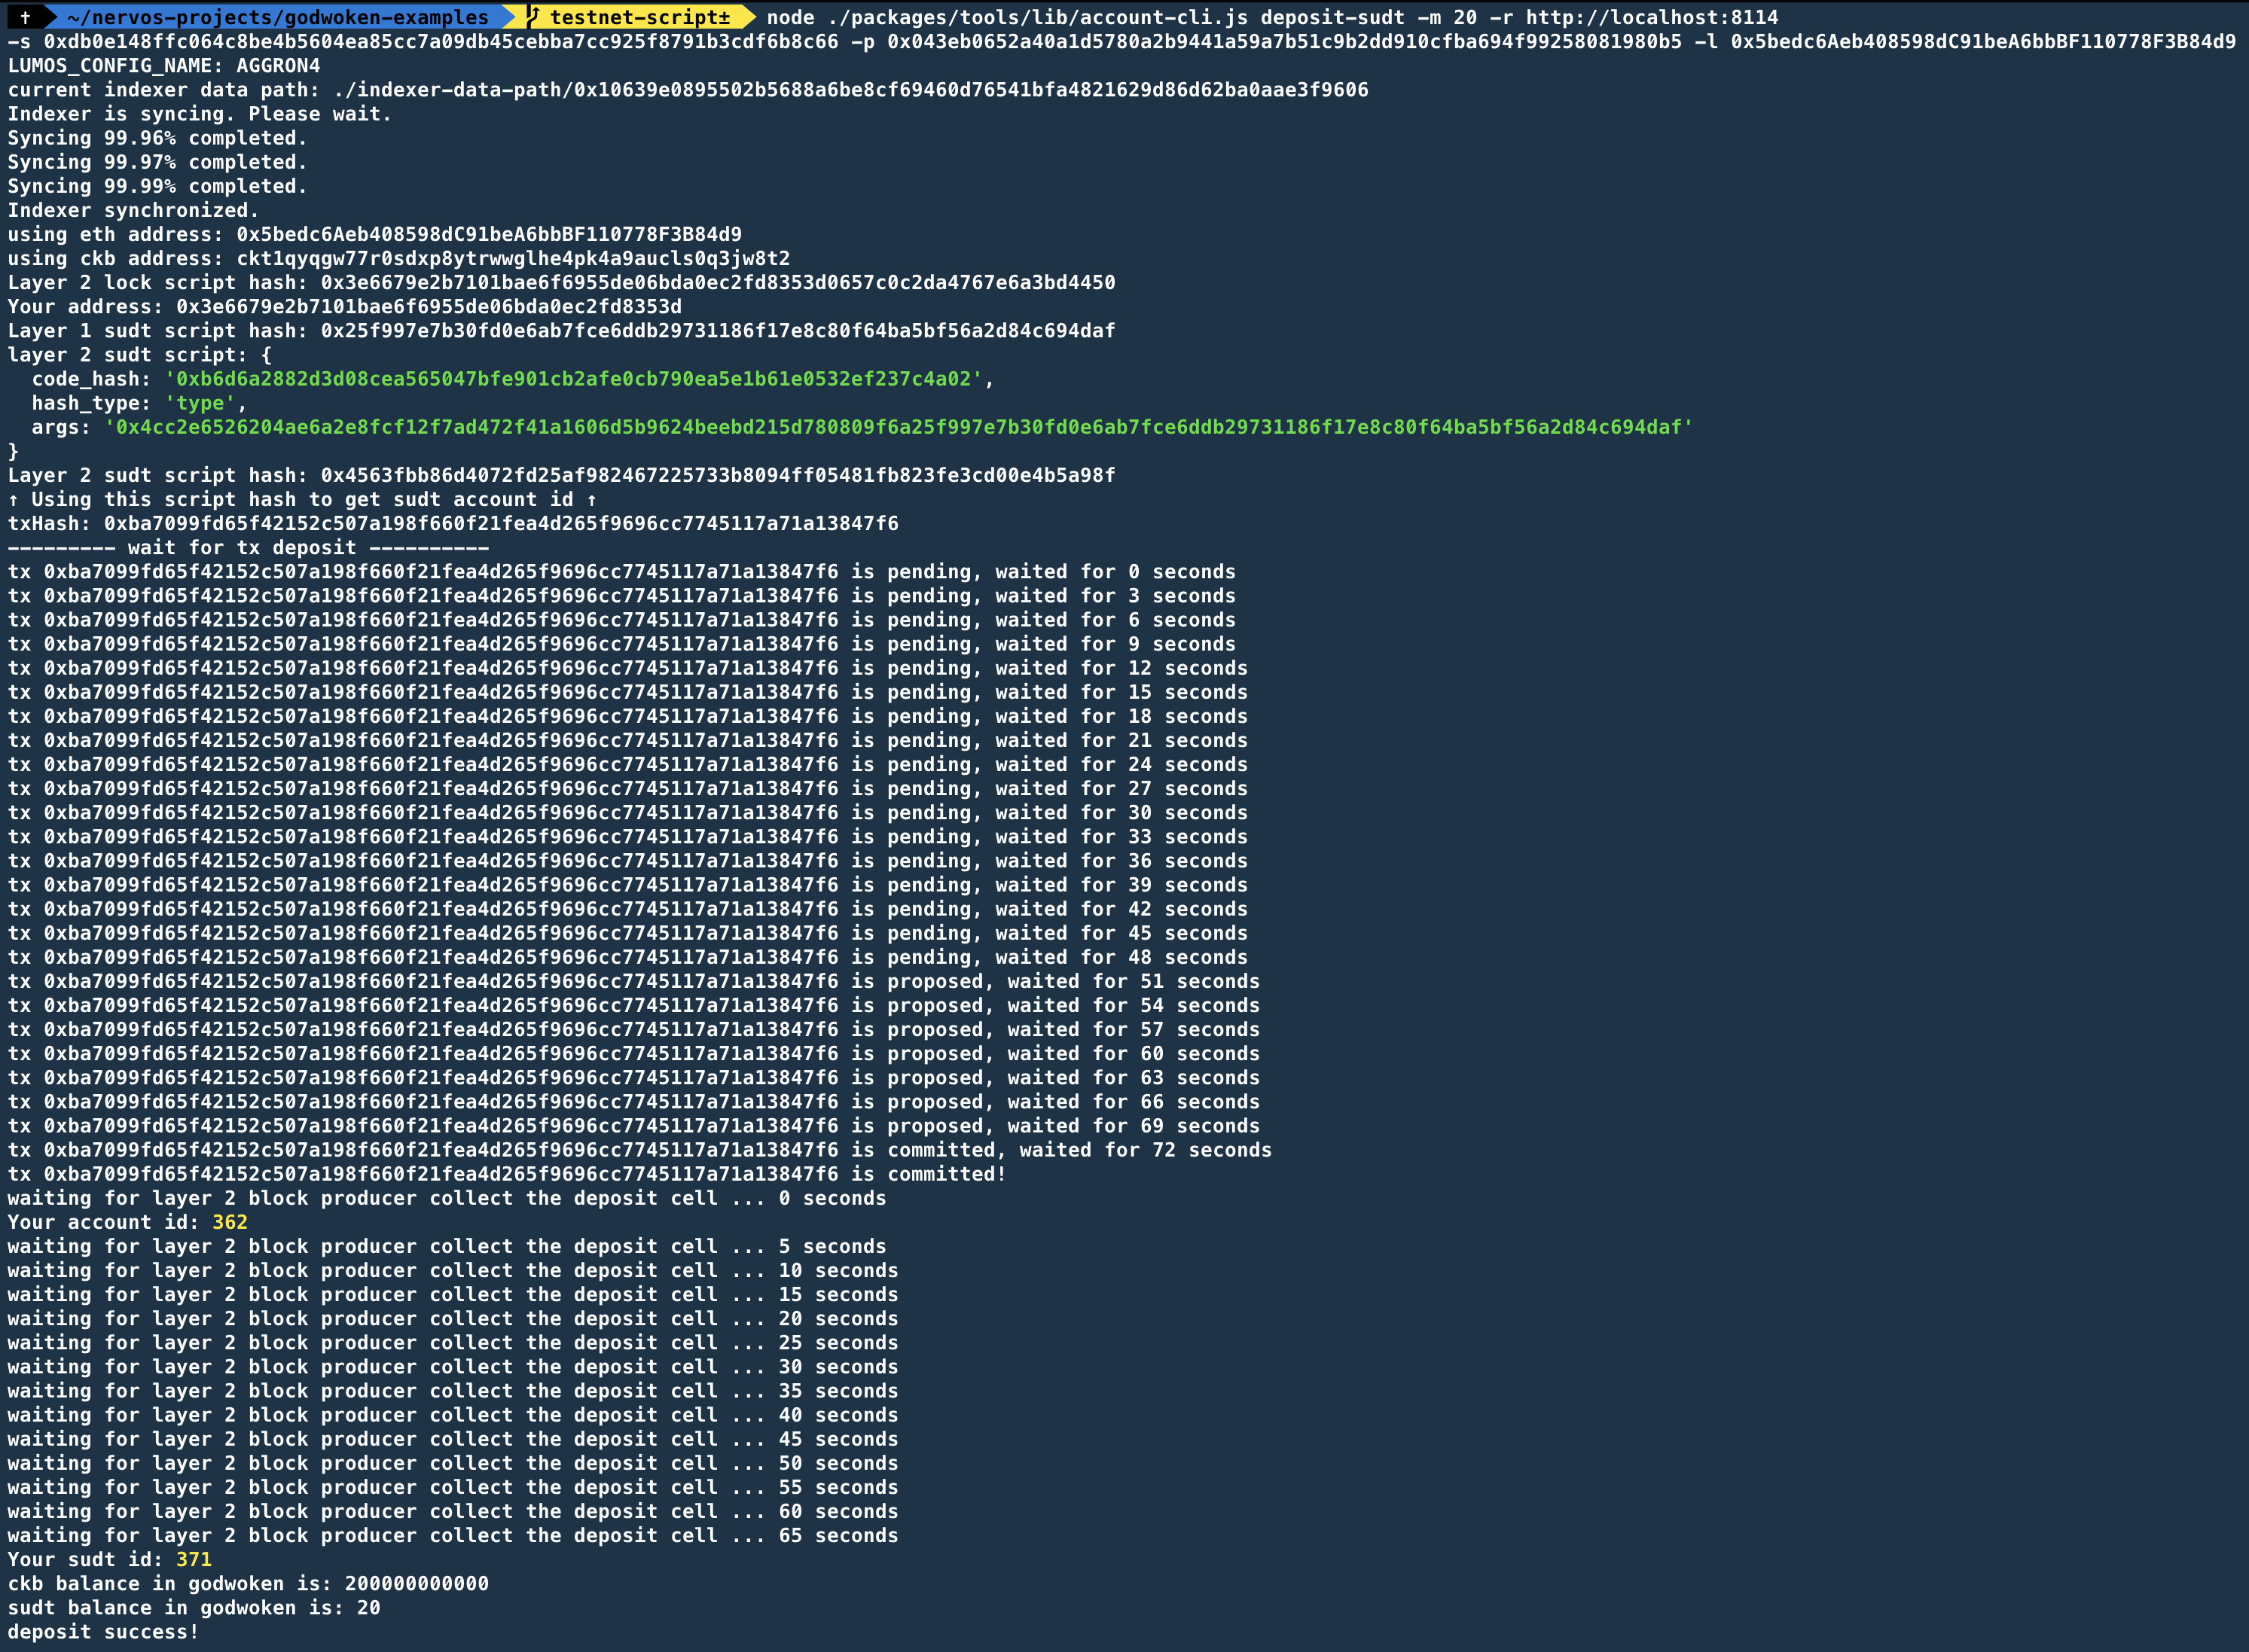 ✝ ~/nervos-projects/godwoken-examples testnet-script± node ./packages/tools/lib/account-cli.js deposit-sudt -m 20 -r http://localhost:8114
-s 0xdb0e148ffc064c8be4b5604ea85cc7a09db45cebba7cc925f8791b3cdf6b8c66 -p 0x043eb0652a40a1d5780a2b9441a59a7b51c9b2dd910cfba694f99258081980b5 -l 0x5bedc6Aeb408598dC91beA6bbBF110778F3B84d9
LUMOS_CONFIG_NAME: AGGRON4
current indexer data path: ./indexer-data-path/0x10639e0895502b5688a6be8cf69460d76541bfa4821629d86d62ba0aae3f9606
Indexer is syncing. Please wait.
Syncing 99.96% completed.
Syncing 99.97% completed.
Syncing 99.99% completed.
Indexer synchronized.
using eth address: 0x5bedc6Aeb408598dC91beA6bbBF110778F3B84d9
using ckb address: ckt1qyqgw77r0sdxp8ytrwwglhe4pk4a9aucls0q3jw8t2
Layer 2 lock script hash: 0x3e6679e2b7101bae6f6955de06bda0ec2fd8353d0657c0c2da4767e6a3bd4450
Your address: 0x3e6679e2b7101bae6f6955de06bda0ec2fd8353d
Layer 1 sudt script hash: 0x25f997e7b30fd0e6ab7fce6ddb29731186f17e8c80f64ba5bf56a2d84c694daf
layer 2 sudt script: {
  code_hash: '0xb6d6a2882d3d08cea565047bfe901cb2afe0cb790ea5e1b61e0532ef237c4a02',
  hash_type: 'type',
  args: '0x4cc2e6526204ae6a2e8fcf12f7ad472f41a1606d5b9624beebd215d780809f6a25f997e7b30fd0e6ab7fce6ddb29731186f17e8c80f64ba5bf56a2d84c694daf'
}
Layer 2 sudt script hash: 0x4563fbb86d4072fd25af982467225733b8094ff05481fb823fe3cd00e4b5a98f
↑ Using this script hash to get sudt account id ↑
txHash: 0xba7099fd65f42152c507a198f660f21fea4d265f9696cc7745117a71a13847f6
--------- wait for tx deposit ----------
tx 0xba7099fd65f42152c507a198f660f21fea4d265f9696cc7745117a71a13847f6 is pending, waited for 0 seconds
tx 0xba7099fd65f42152c507a198f660f21fea4d265f9696cc7745117a71a13847f6 is pending, waited for 3 seconds
tx 0xba7099fd65f42152c507a198f660f21fea4d265f9696cc7745117a71a13847f6 is pending, waited for 6 seconds
tx 0xba7099fd65f42152c507a198f660f21fea4d265f9696cc7745117a71a13847f6 is pending, waited for 9 seconds
tx 0xba7099fd65f42152c507a198f660f21fea4d265f9696cc7745117a71a13847f6 is pending, waited for 12 seconds
tx 0xba7099fd65f42152c507a198f660f21fea4d265f9696cc7745117a71a13847f6 is pending, waited for 15 seconds
tx 0xba7099fd65f42152c507a198f660f21fea4d265f9696cc7745117a71a13847f6 is pending, waited for 18 seconds
tx 0xba7099fd65f42152c507a198f660f21fea4d265f9696cc7745117a71a13847f6 is pending, waited for 21 seconds
tx 0xba7099fd65f42152c507a198f660f21fea4d265f9696cc7745117a71a13847f6 is pending, waited for 24 seconds
tx 0xba7099fd65f42152c507a198f660f21fea4d265f9696cc7745117a71a13847f6 is pending, waited for 27 seconds
tx 0xba7099fd65f42152c507a198f660f21fea4d265f9696cc7745117a71a13847f6 is pending, waited for 30 seconds
tx 0xba7099fd65f42152c507a198f660f21fea4d265f9696cc7745117a71a13847f6 is pending, waited for 33 seconds
tx 0xba7099fd65f42152c507a198f660f21fea4d265f9696cc7745117a71a13847f6 is pending, waited for 36 seconds
tx 0xba7099fd65f42152c507a198f660f21fea4d265f9696cc7745117a71a13847f6 is pending, waited for 39 seconds
tx 0xba7099fd65f42152c507a198f660f21fea4d265f9696cc7745117a71a13847f6 is pending, waited for 42 seconds
tx 0xba7099fd65f42152c507a198f660f21fea4d265f9696cc7745117a71a13847f6 is pending, waited for 45 seconds
tx 0xba7099fd65f42152c507a198f660f21fea4d265f9696cc7745117a71a13847f6 is pending, waited for 48 seconds
tx 0xba7099fd65f42152c507a198f660f21fea4d265f9696cc7745117a71a13847f6 is proposed, waited for 51 seconds
tx 0xba7099fd65f42152c507a198f660f21fea4d265f9696cc7745117a71a13847f6 is proposed, waited for 54 seconds
tx 0xba7099fd65f42152c507a198f660f21fea4d265f9696cc7745117a71a13847f6 is proposed, waited for 57 seconds
tx 0xba7099fd65f42152c507a198f660f21fea4d265f9696cc7745117a71a13847f6 is proposed, waited for 60 seconds
tx 0xba7099fd65f42152c507a198f660f21fea4d265f9696cc7745117a71a13847f6 is proposed, waited for 63 seconds
tx 0xba7099fd65f42152c507a198f660f21fea4d265f9696cc7745117a71a13847f6 is proposed, waited for 66 seconds
tx 0xba7099fd65f42152c507a198f660f21fea4d265f9696cc7745117a71a13847f6 is proposed, waited for 69 seconds
tx 0xba7099fd65f42152c507a198f660f21fea4d265f9696cc7745117a71a13847f6 is committed, waited for 72 seconds
tx 0xba7099fd65f42152c507a198f660f21fea4d265f9696cc7745117a71a13847f6 is committed!
waiting for layer 2 block producer collect the deposit cell ... 0 seconds
Your account id: 362
waiting for layer 2 block producer collect the deposit cell ... 5 seconds
waiting for layer 2 block producer collect the deposit cell ... 10 seconds
waiting for layer 2 block producer collect the deposit cell ... 15 seconds
waiting for layer 2 block producer collect the deposit cell ... 20 seconds
waiting for layer 2 block producer collect the deposit cell ... 25 seconds
waiting for layer 2 block producer collect the deposit cell ... 30 seconds
waiting for layer 2 block producer collect the deposit cell ... 35 seconds
waiting for layer 2 block producer collect the deposit cell ... 40 seconds
waiting for layer 2 block producer collect the deposit cell ... 45 seconds
waiting for layer 2 block producer collect the deposit cell ... 50 seconds
waiting for layer 2 block producer collect the deposit cell ... 55 seconds
waiting for layer 2 block producer collect the deposit cell ... 60 seconds
waiting for layer 2 block producer collect the deposit cell ... 65 seconds
Your sudt id: 371
ckb balance in godwoken is: 200000000000
sudt balance in godwoken is: 20
deposit success!